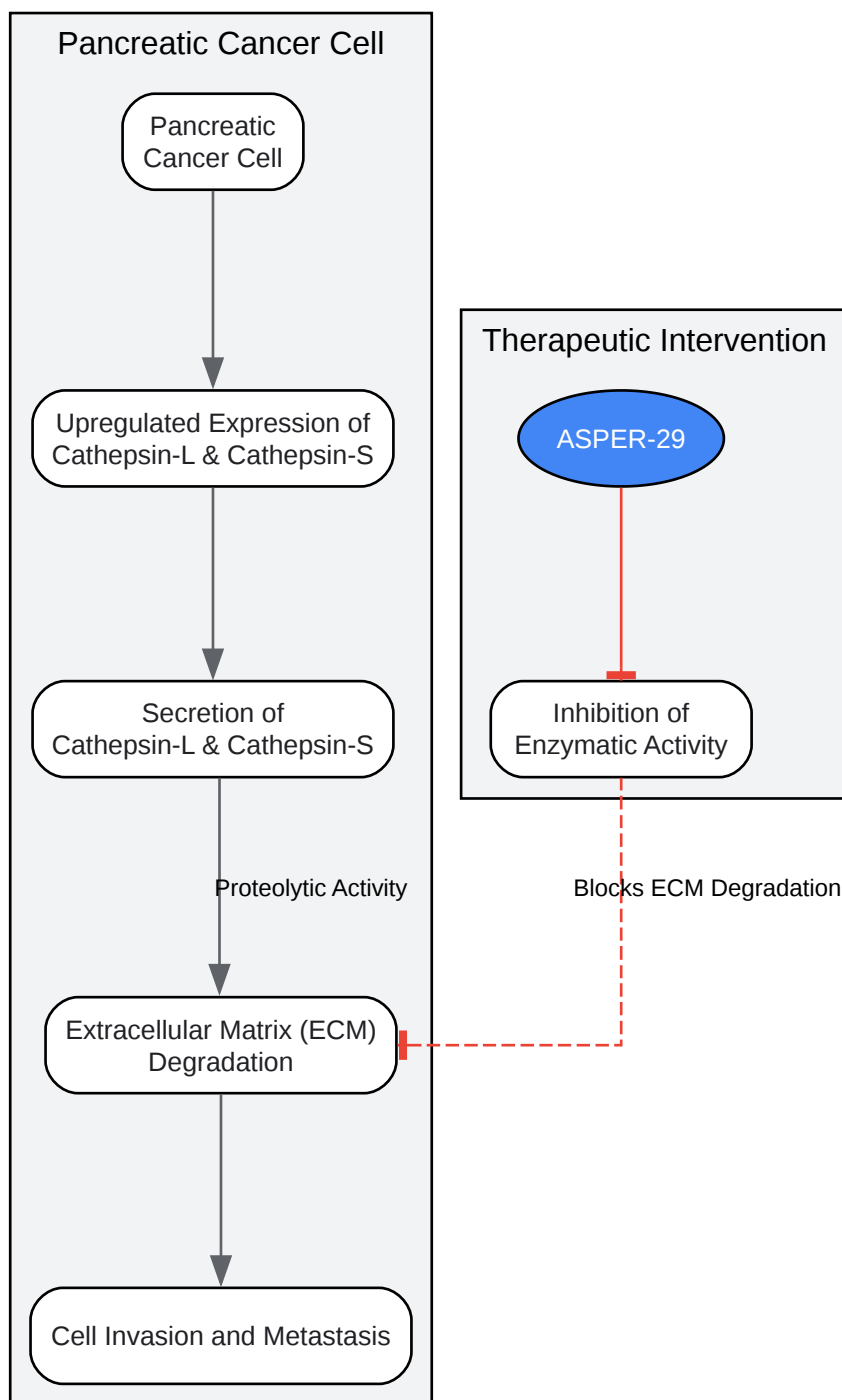 Pancreatic Cancer Cell
Pancreatic
Cancer Cell
Upregulated Expression of
Cathepsin-L & Cathepsin-S
Secretion of
Cathepsin-L & Cathepsin-S
Proteolytic Activity
Extracellular Matrix (ECM)
Degradation
Cell Invasion and Metastasis
Therapeutic Intervention
ASPER-29
Inhibition of
Enzymatic Activity
Blocks ECM Degradation